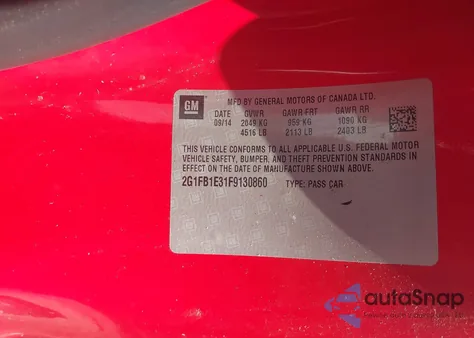 GM
MFD BY GENERAL MOTORS OF CANADA LTD.
DATE GVWR GAWR FRT GAWR RR
09/14 2049 KG 959 KG 1090 KG
4516 LB 2113 LB 2403 LB
THIS VEHICLE CONFORMS TO ALL APPLICABLE U.S. FEDERAL MOTOR
VEHICLE SAFETY, BUMPER, AND THEFT PREVENTION STANDARDS IN
EFFECT ON THE DATE OF MANUFACTURE SHOWN ABOVE.
2G1FB1E31F9130860 TYPE: PASS CAR
autoSnap